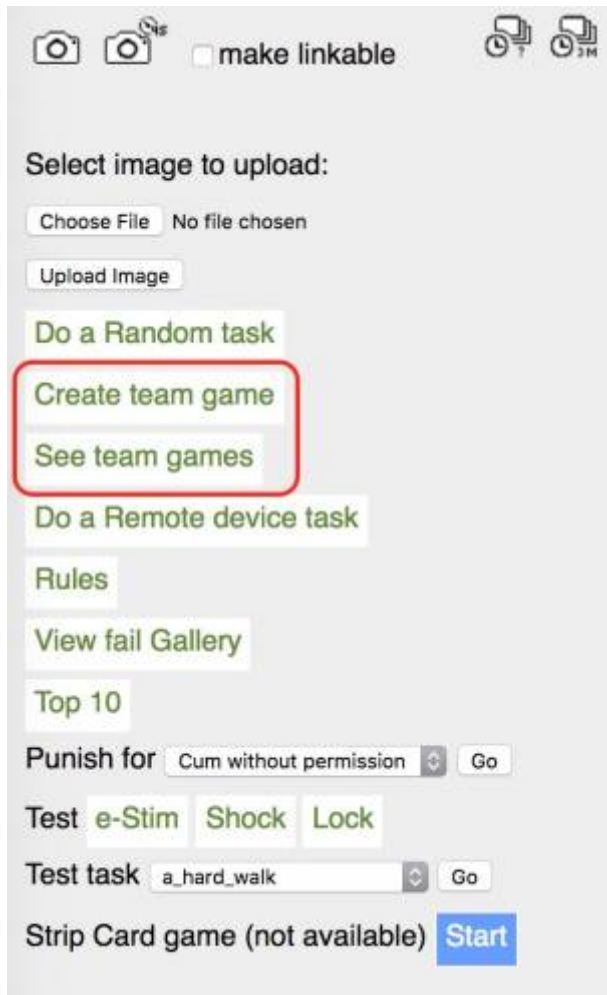 make linkable
Select image to upload:
Choose File No file chosen
Upload Image
Do a Random task
Create team game
See team games
Do a Remote device task
Rules
View fail Gallery
Top 10
Punish for Cum without permission Go
Test e-Stim Shock Lock
Test task a_hard_walk Go
Strip Card game (not available) Start